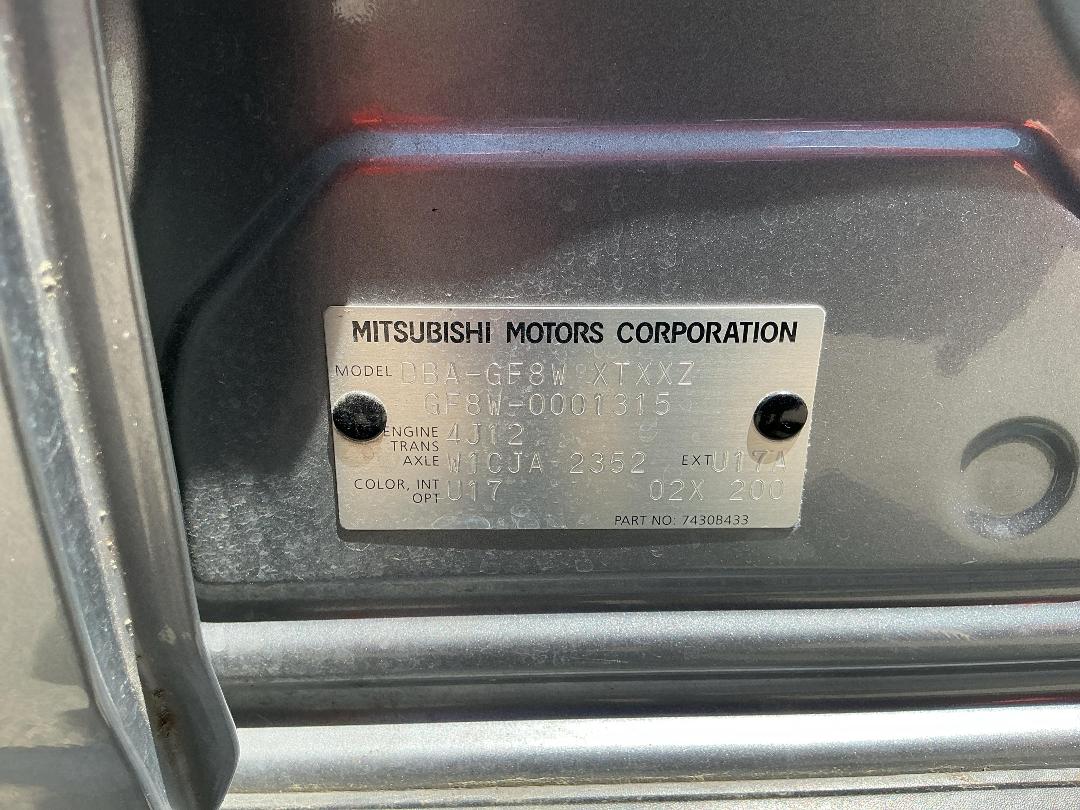 MITSUBISHI MOTORS CORPORATION
MODEL DBA-GF8W XTXXZ
GF8W-0001315
ENGINE 4J12
TRANS
AXLE W1CJA-2352 EXT U17A
COLOR, INT
OPT U17 02X 200
PART NO: 7430B433